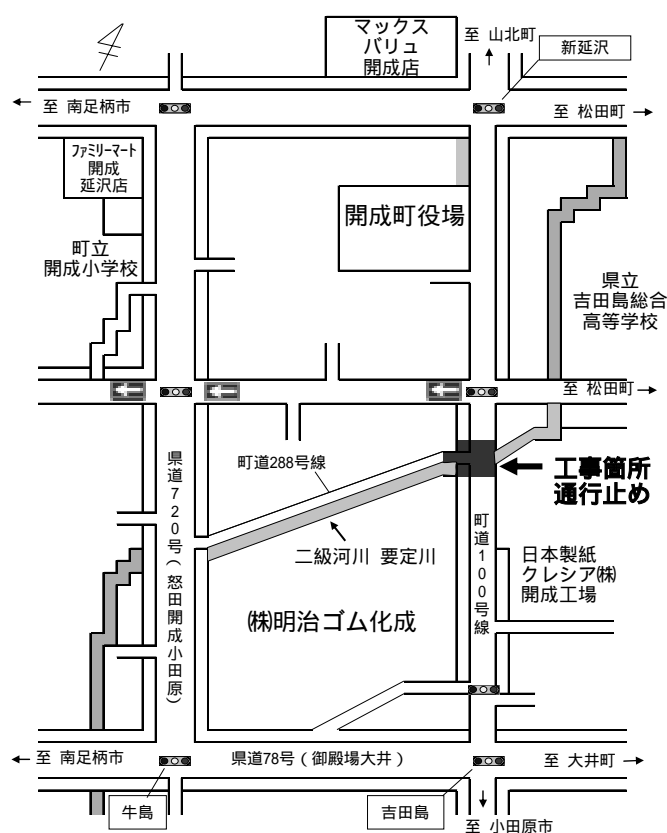 マックス
バリュ
開成店
至 山北町
新延沢
至 南足柄市
至 松田町
ファミリーマート
開成
延沢店
開成町役場
町立
開成小学校
県立
吉田島総合
高等学校
至 松田町
町道288号線
工事箇所
通行止め
県道720号(怒田開成小田原)
二級河川 要定川
町道100号線
日本製紙
クレシア㈱
開成工場
㈱明治ゴム化成
至 南足柄市
県道78号(御殿場大井)
至 大井町
牛島
吉田島
至 小田原市